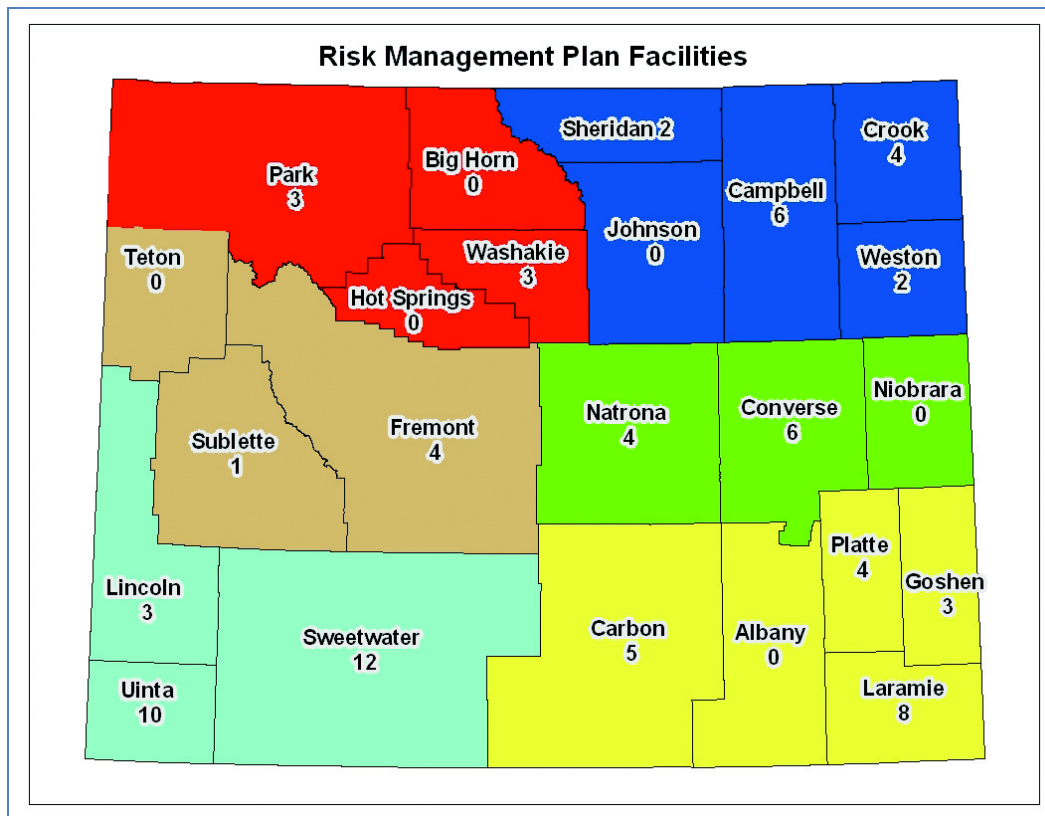 Risk Management Plan Facilities
Park
3
Big Horn
0
Sheridan 2
Campbell
6
Crook
4
Johnson
0
Washakie
3
Weston
2
Teton
0
Hot Springs
0
Sublette
1
Fremont
4
Natrona
4
Converse
6
Niobrara
0
Lincoln
3
Sweetwater
12
Carbon
5
Albany
0
Platte
4
Goshen
3
Uinta
10
Laramie
8